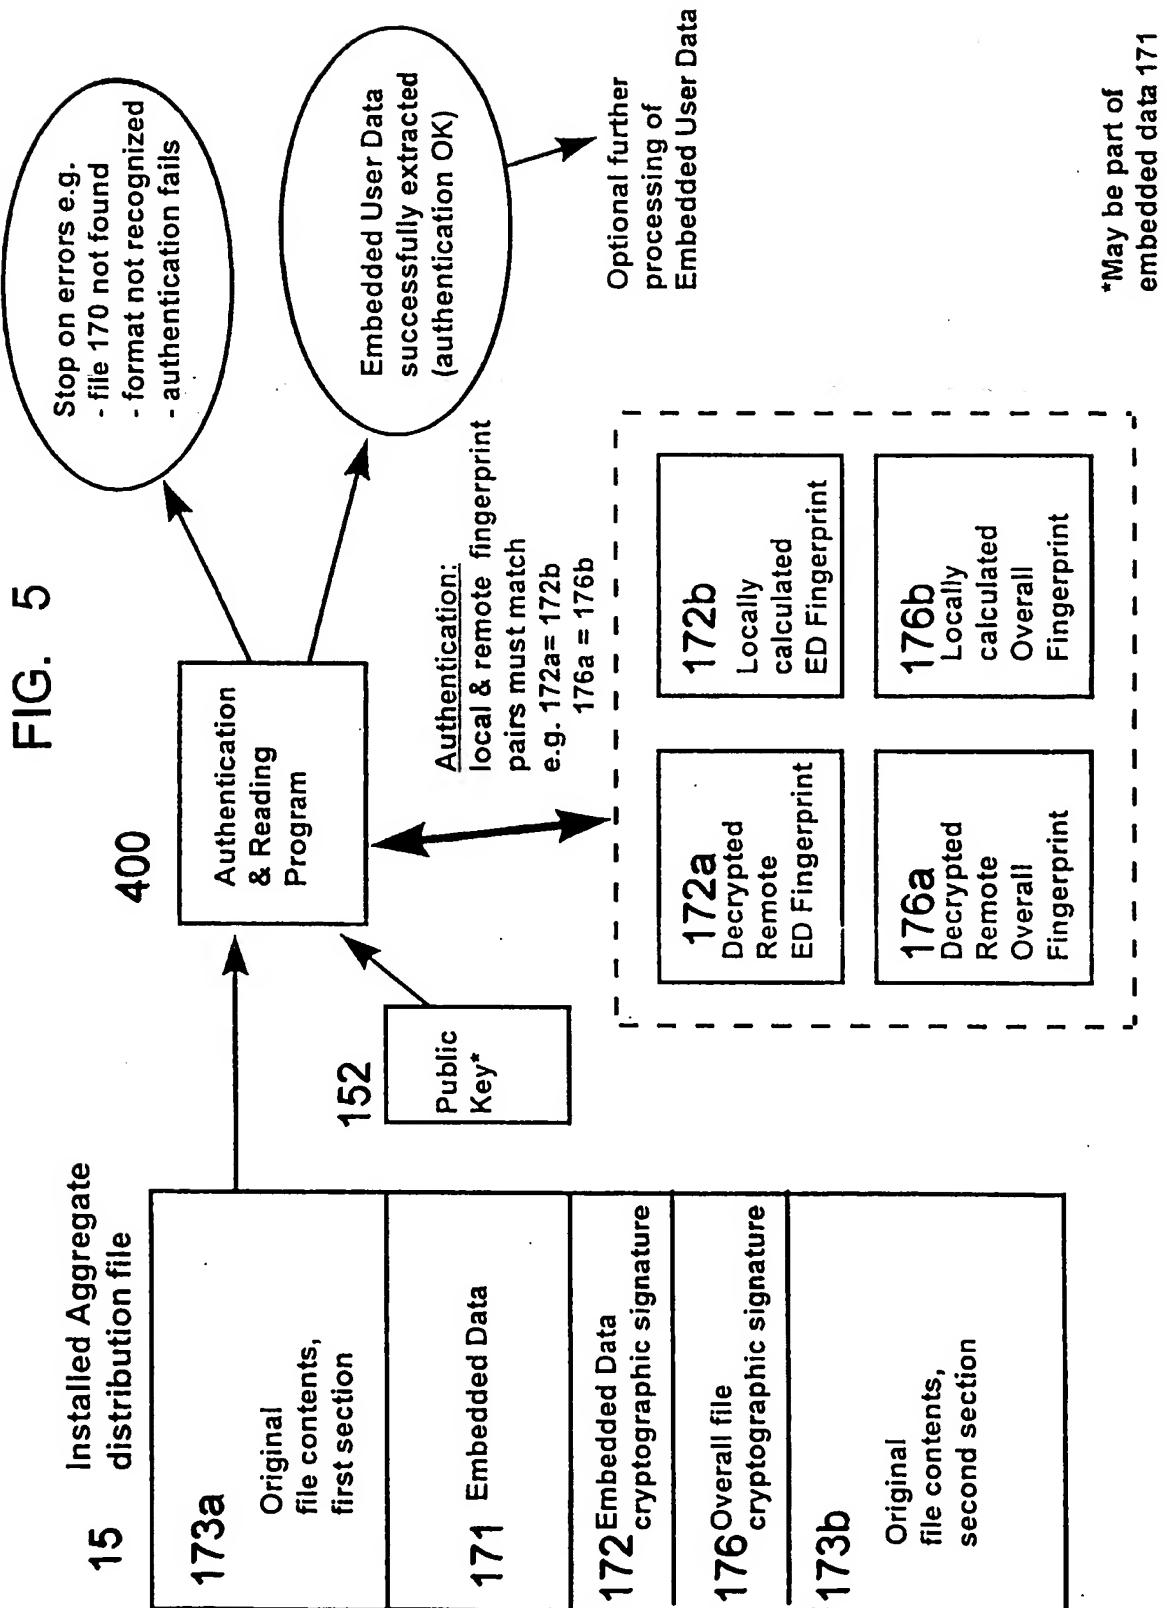 FIG. 5
15
Installed Aggregate
distribution file
173a
Original
file contents,
first section
171 Embedded Data
172 Embedded Data
cryptographic signature
176 Overall file
cryptographic signature
173b
Original
file contents,
second section
152
Public
Key*
400
Authentication
& Reading
Program
Authentication:
local & remote fingerprint
pairs must match
e.g. 172a= 172b
176a = 176b
172a
Decrypted
Remote
ED Fingerprint
172b
Locally
calculated
ED Fingerprint
176a
Decrypted
Remote
Overall
Fingerprint
176b
Locally
calculated
Overall
Fingerprint
Stop on errors e.g.
- file 170 not found
- format not recognized
- authentication fails
Embedded User Data
successfully extracted
(authentication OK)
Optional further
processing of
Embedded User Data
*May be part of
embedded data 171